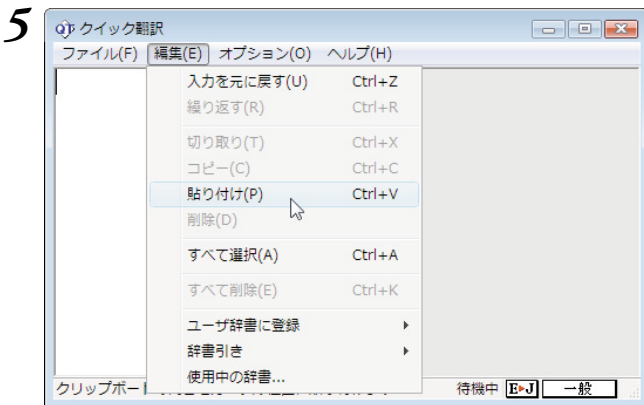 5
クイック翻訳
ファイル(F) 編集(E) オプション(O) ヘルプ(H)
入力を元に戻す(U) Ctrl+Z
繰り返す(R) Ctrl+R
切り取り(T) Ctrl+X
コピー(C) Ctrl+C
貼り付け(P) Ctrl+V
削除(D)
すべて選択(A) Ctrl+A
すべて削除(E) Ctrl+K
ユーザ辞書に登録
辞書引き
使用中の辞書...
クリップボード 待機中 E▸J 一般